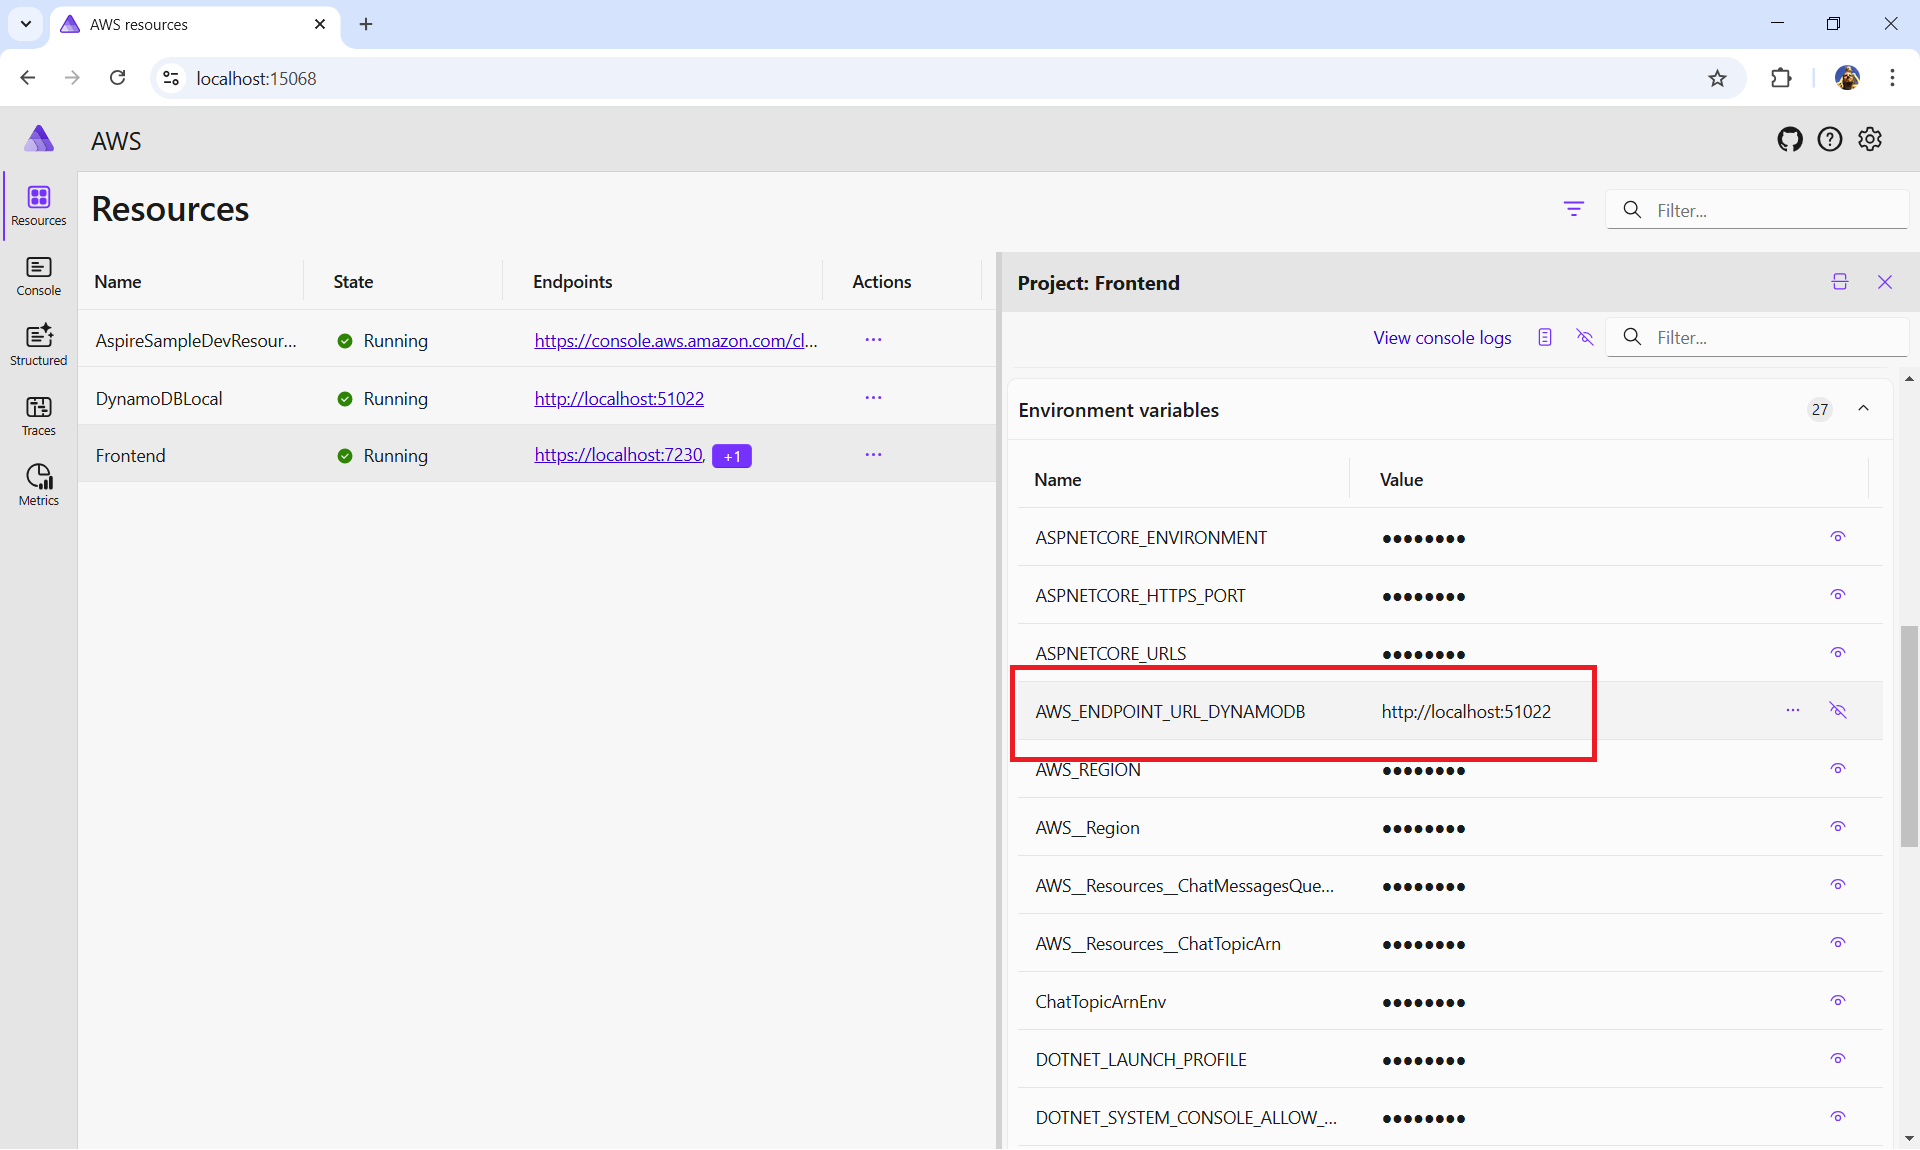 AWS resources
localhost:15068
AWS
Resources
Resources
Filter...
Console
Structured
Traces
Metrics
Name State Endpoints Actions
AspireSampleDevResour... Running https://console.aws.amazon.com/cl... ...
DynamoDBLocal Running http://localhost:51022 ...
Frontend Running https://localhost:7230, +1 ...
Project: Frontend
View console logs Filter...
Environment variables 27
Name Value
ASPNETCORE_ENVIRONMENT ●●●●●●●●
ASPNETCORE_HTTPS_PORT ●●●●●●●●
ASPNETCORE_URLS ●●●●●●●●
AWS_ENDPOINT_URL_DYNAMODB http://localhost:51022 ...
AWS_REGION ●●●●●●●●
AWS__Region ●●●●●●●●
AWS__Resources__ChatMessagesQue... ●●●●●●●●
AWS__Resources__ChatTopicArn ●●●●●●●●
ChatTopicArnEnv ●●●●●●●●
DOTNET_LAUNCH_PROFILE ●●●●●●●●
DOTNET_SYSTEM_CONSOLE_ALLOW_... ●●●●●●●●